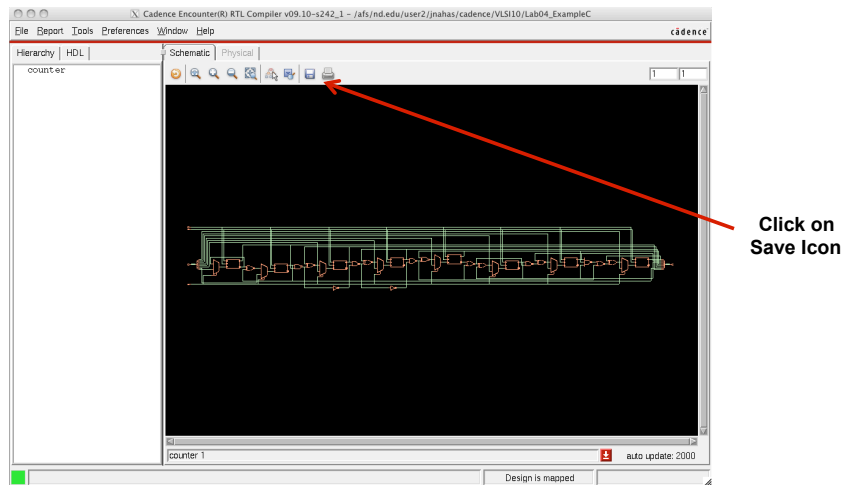 Cadence Encounter(R) RTL Compiler v09.10-s242_1 - /afs/nd.edu/user2/jnahas/cadence/VLSI10/Lab04_ExampleC
File Report Tools Preferences Window Help
cādence
Hierarchy HDL Schematic Physical
counter
1 1
Click on
Save Icon
counter 1
auto update: 2000
Design is mapped